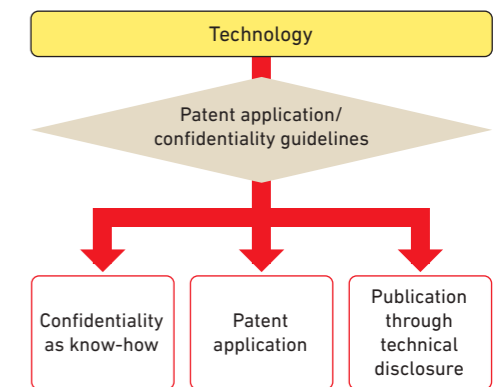 Technology
Patent application/
confidentiality guidelines
Confidentiality
as know-how
Patent
application
Publication
through
technical
disclosure